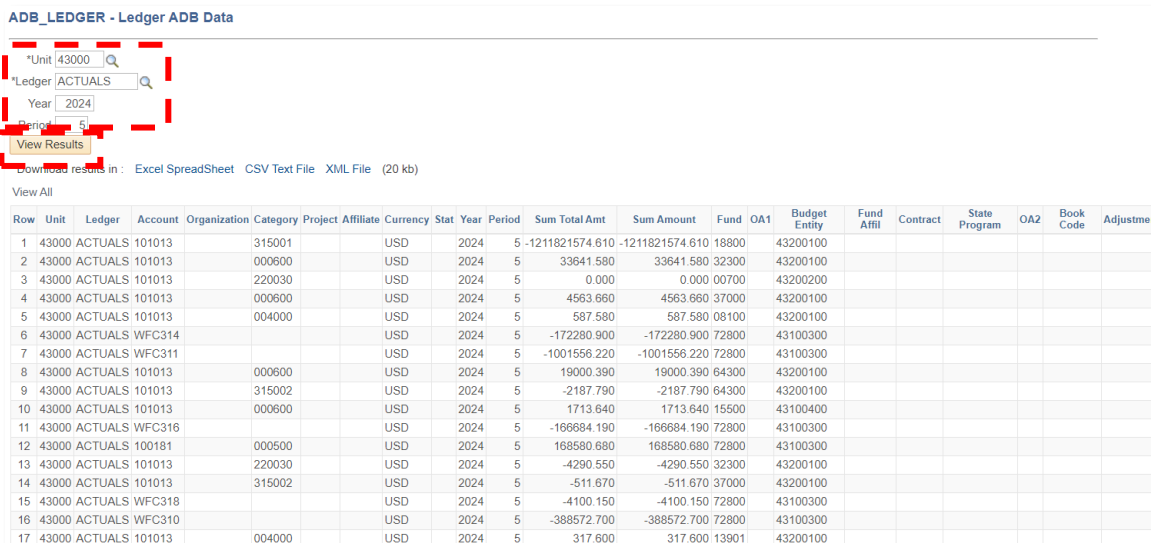 ADB_LEDGER - Ledger ADB Data
*Unit 43000
*Ledger ACTUALS
Year 2024
Period 5
View Results
Download results in : Excel SpreadSheet CSV Text File XML File (20 kb)
View All
Row Unit Ledger Account Organization Category Project Affiliate Currency Stat Year Period Sum Total Amt Sum Amount Fund OA1 Budget Entity Fund Affil Contract State Program OA2 Book Code Adjustme
1 43000 ACTUALS 101013 315001 USD 2024 5 -1211821574.610 -1211821574.610 18800 43200100
2 43000 ACTUALS 101013 000600 USD 2024 5 33641.580 33641.580 32300 43200100
3 43000 ACTUALS 101013 220030 USD 2024 5 0.000 0.000 00700 43200200
4 43000 ACTUALS 101013 000600 USD 2024 5 4563.660 4563.660 37000 43200100
5 43000 ACTUALS 101013 004000 USD 2024 5 587.580 587.580 08100 43200100
6 43000 ACTUALS WFC314 USD 2024 5 -172280.900 -172280.900 72800 43100300
7 43000 ACTUALS WFC311 USD 2024 5 -1001556.220 -1001556.220 72800 43100300
8 43000 ACTUALS 101013 000600 USD 2024 5 19000.390 19000.390 64300 43200100
9 43000 ACTUALS 101013 315002 USD 2024 5 -2187.790 -2187.790 64300 43200100
10 43000 ACTUALS 101013 000600 USD 2024 5 1713.640 1713.640 15500 43100400
11 43000 ACTUALS WFC316 USD 2024 5 -166684.190 -166684.190 72800 43100300
12 43000 ACTUALS 100181 000500 USD 2024 5 168580.680 168580.680 72800 43100300
13 43000 ACTUALS 101013 220030 USD 2024 5 -4290.550 -4290.550 32300 43200100
14 43000 ACTUALS 101013 315002 USD 2024 5 -511.670 -511.670 37000 43200100
15 43000 ACTUALS WFC318 USD 2024 5 -4100.150 -4100.150 72800 43100300
16 43000 ACTUALS WFC310 USD 2024 5 -388572.700 -388572.700 72800 43100300
17 43000 ACTUALS 101013 004000 USD 2024 5 317.600 317.600 13901 43200100